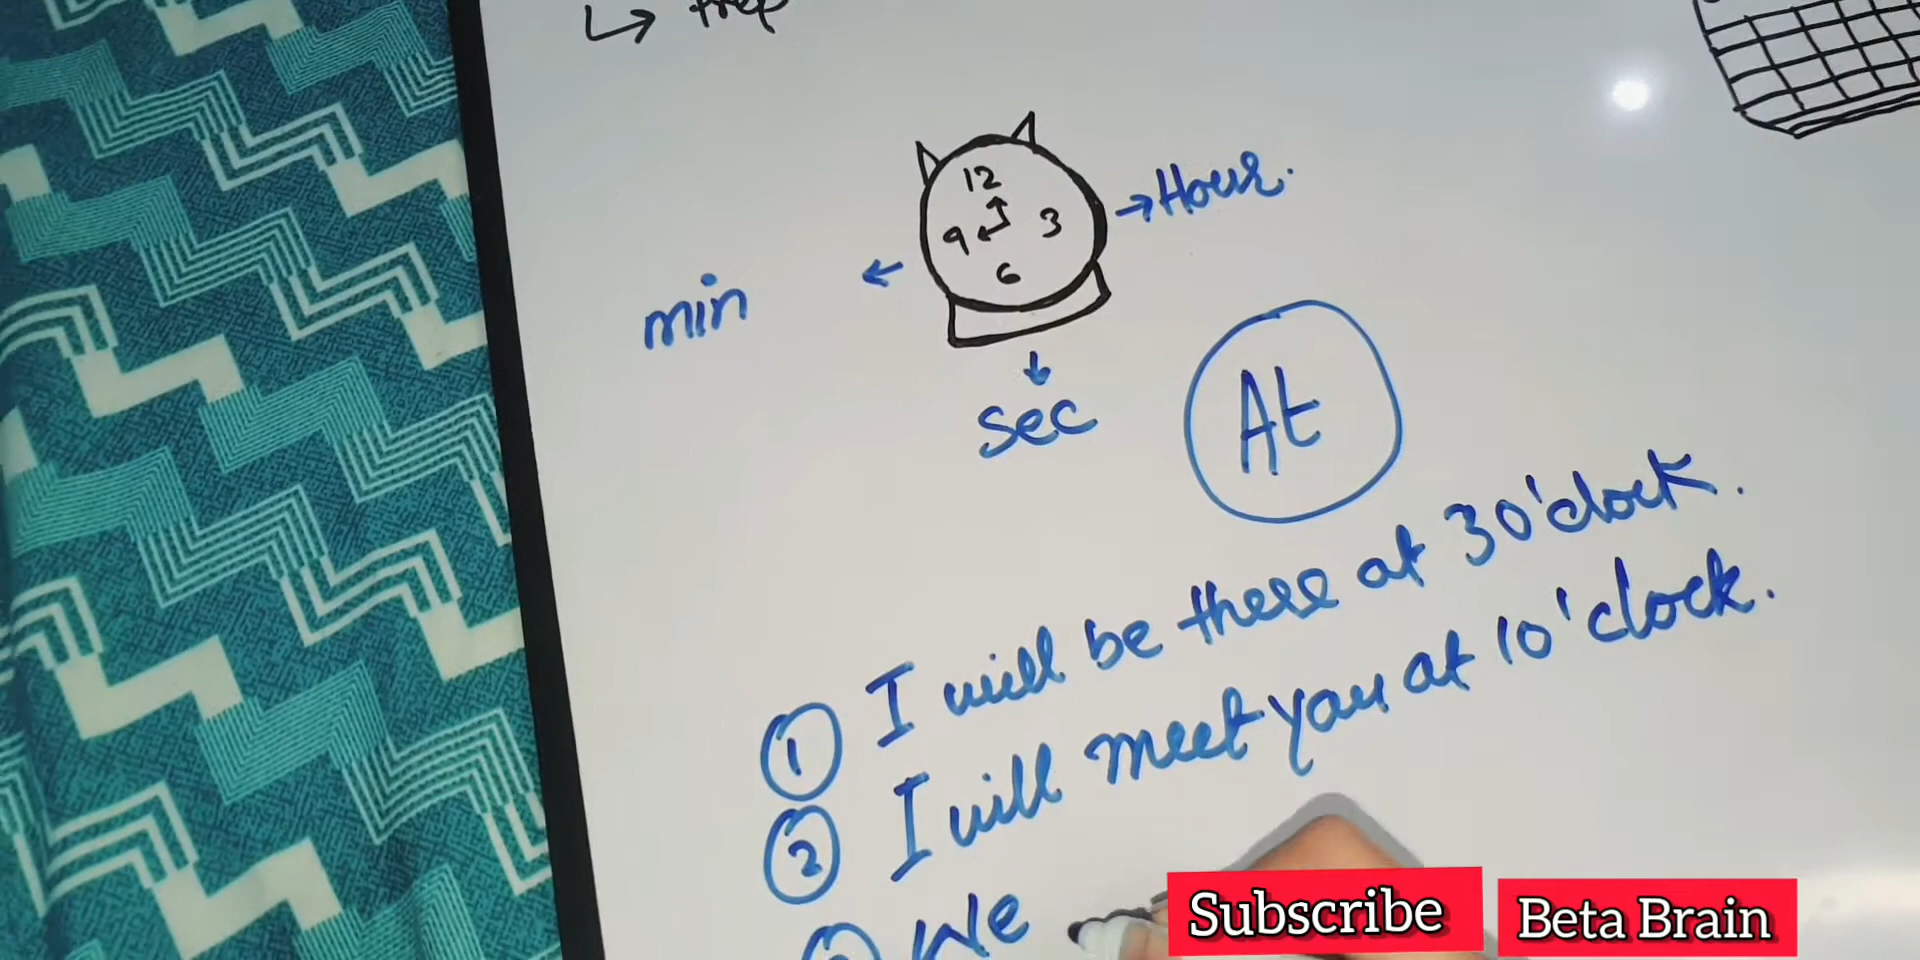 ↳ Prep
12
9 3
6
→ Hour.
min ←
↓
Sec
At
① I will be there at 3 O'clock.
② I will meet you at 10 'clock.
We
Subscribe
Beta Brain